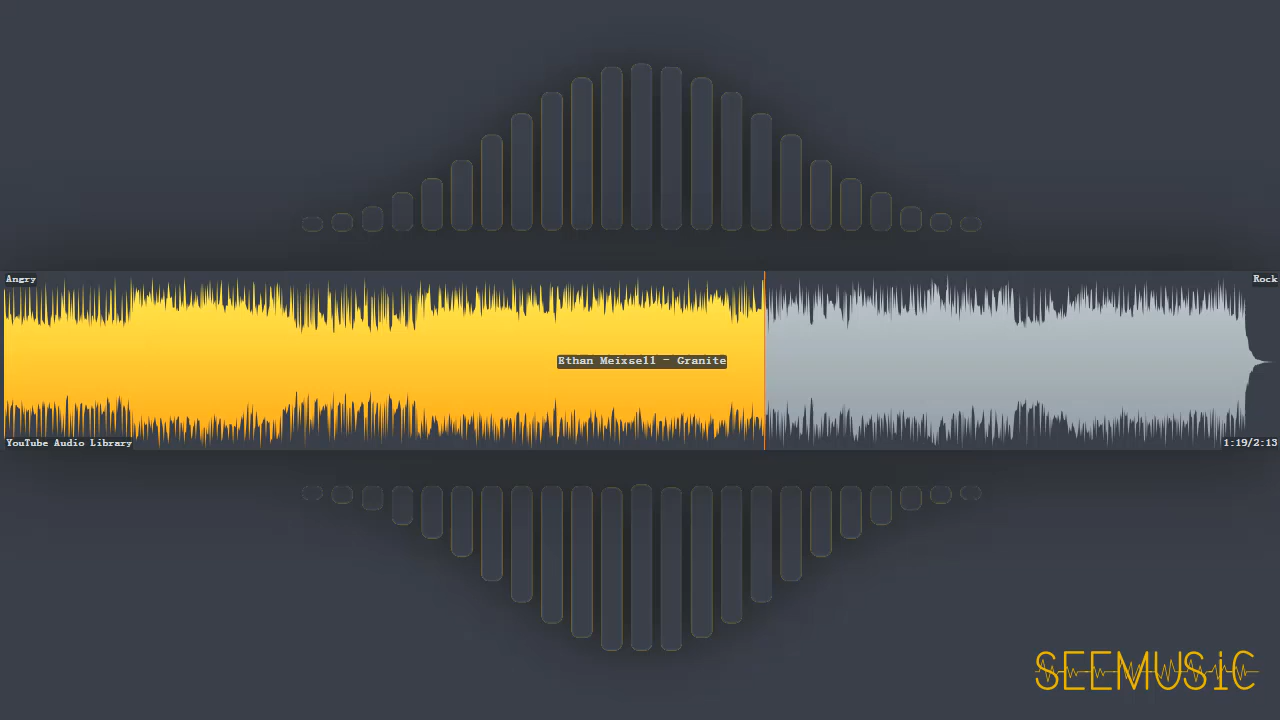 Angry
Rock
Ethan Meixsell - Granite
YouTube Audio Library
1:19/2:13
SEEMUSiC